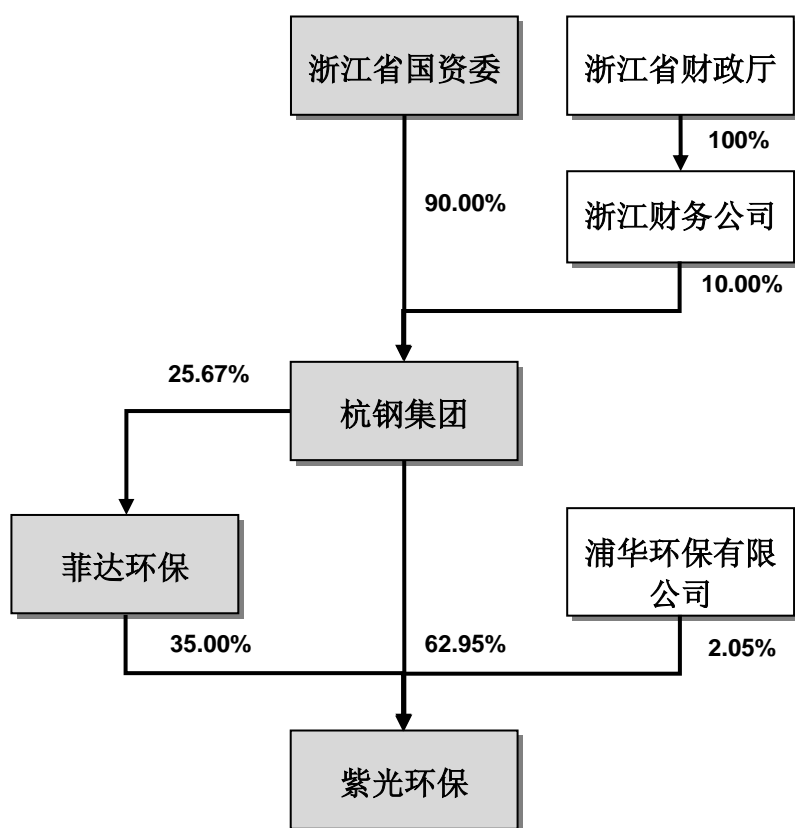 浙江省国资委
浙江省财政厅
100%
90.00%
浙江财务公司
10.00%
25.67%
杭钢集团
菲达环保
浦华环保有限
公司
35.00%
62.95%
2.05%
紫光环保